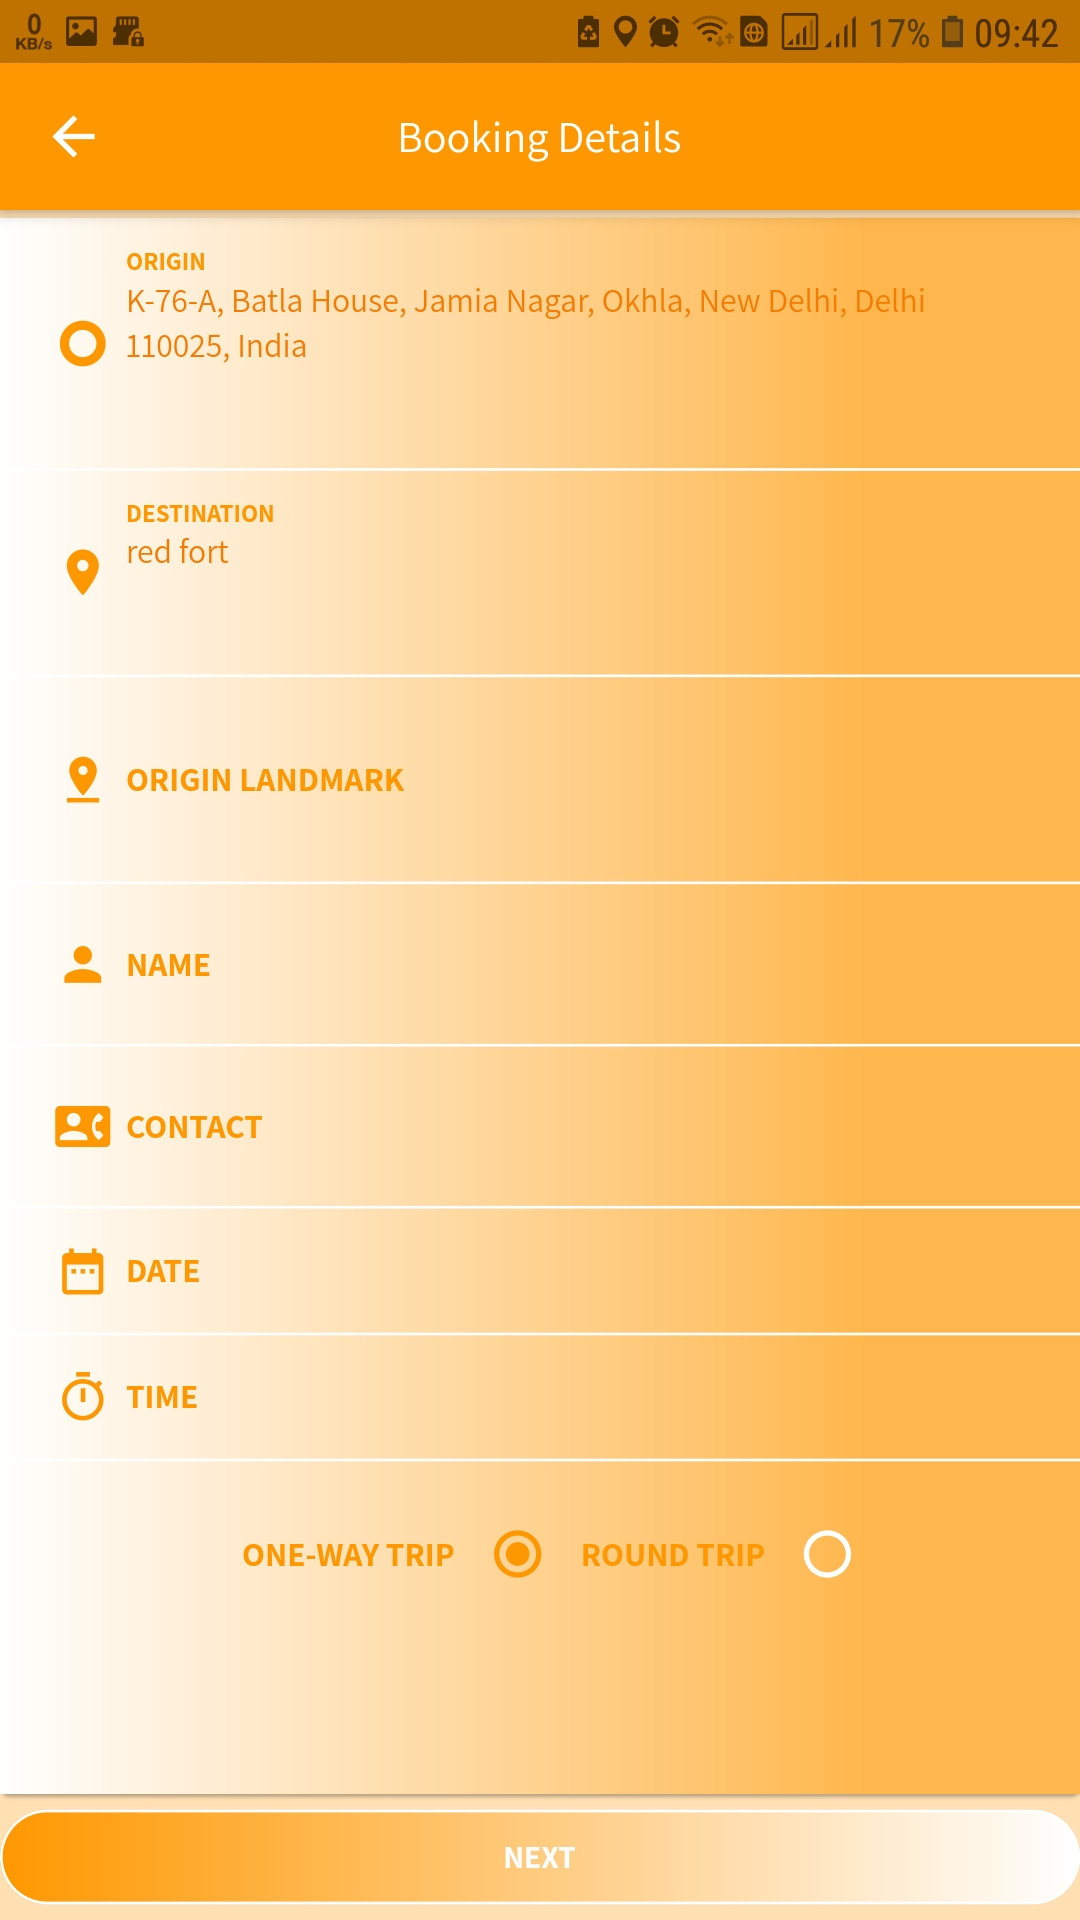 0
KB/s
17%
09:42
Booking Details
ORIGIN
K-76-A, Batla House, Jamia Nagar, Okhla, New Delhi, Delhi
110025, India
DESTINATION
red fort
ORIGIN LANDMARK
NAME
CONTACT
DATE
TIME
ONE-WAY TRIP ROUND TRIP
NEXT